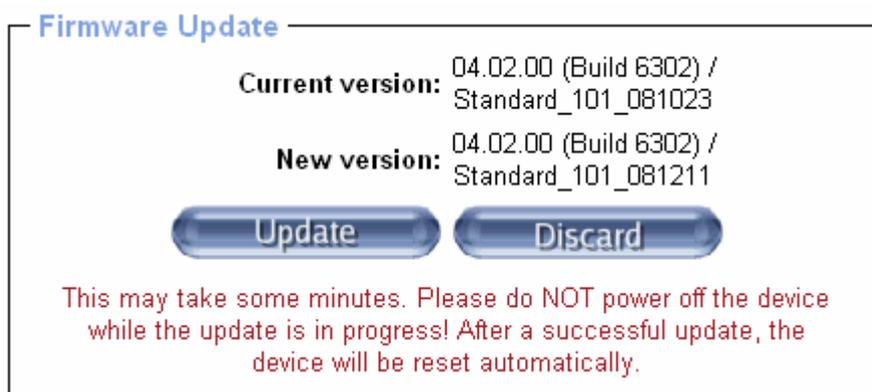 Firmware Update
Current version: 04.02.00 (Build 6302) /
Standard_101_081023
New version: 04.02.00 (Build 6302) /
Standard_101_081211
Update Discard
This may take some minutes. Please do NOT power off the device
while the update is in progress! After a successful update, the
device will be reset automatically.